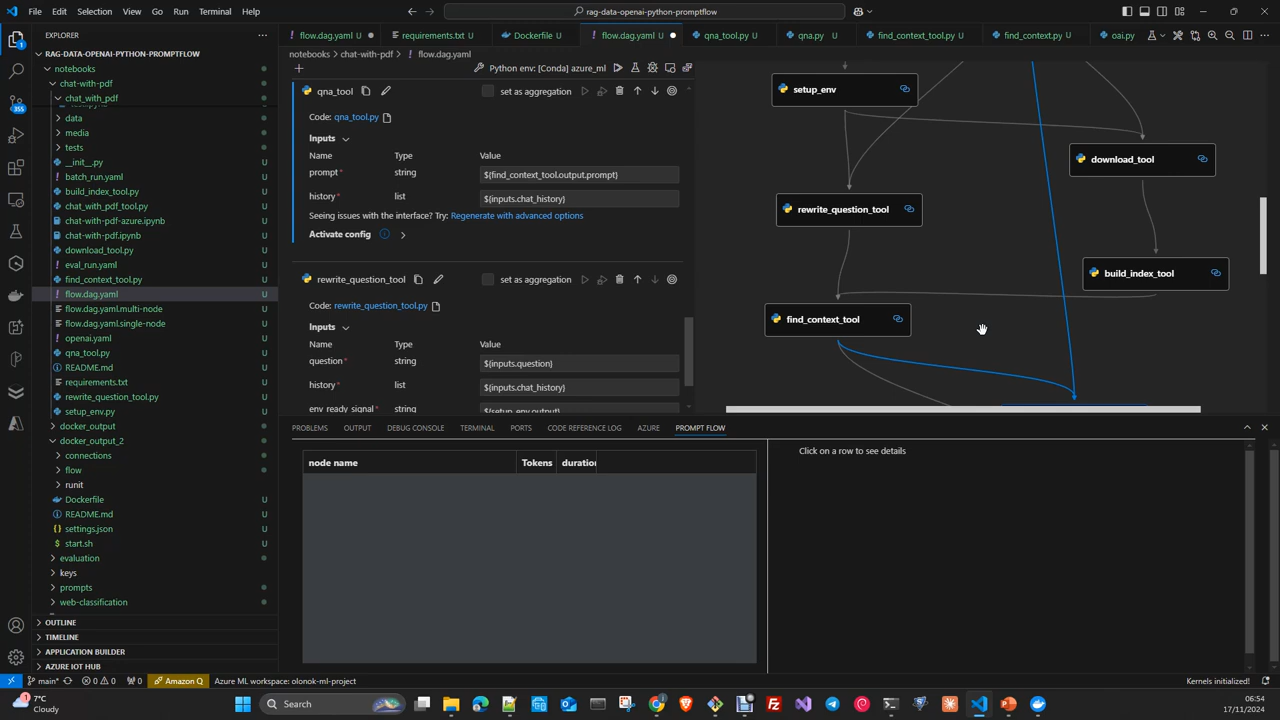 File Edit Selection View Go Run Terminal Help
rag-data-openai-python-promptflow
EXPLORER
flow.dag.yaml U
requirements.txt U
Dockerfile U
flow.dag.yaml U
qna_tool.py U
qna.py U
find_context_tool.py U
find_context.py U
oai.py
RAG-DATA-OPENAI-PYTHON-PROMPTFLOW
notebooks
chat-with-pdf
chat_with_pdf
data
media
tests
__init__.py U
batch_run.yaml U
build_index_tool.py U
chat_with_pdf_tool.py U
chat-with-pdf-azure.ipynb U
chat-with-pdf.ipynb U
download_tool.py U
eval_run.yaml U
find_context_tool.py U
flow.dag.yaml U
flow.dag.yaml.multi-node U
flow.dag.yaml.single-node U
openai.yaml U
qna_tool.py U
README.md U
requirements.txt U
rewrite_question_tool.py U
setup_env.py U
docker_output
docker_output_2
connections
flow
runit
Dockerfile U
README.md U
settings.json U
start.sh U
evaluation
keys
prompts
web-classification
OUTLINE
TIMELINE
APPLICATION BUILDER
AZURE IOT HUB
355
notebooks > chat-with-pdf > flow.dag.yaml
Python env: [Conda] azure_ml
qna_tool
set as aggregation
Code: qna_tool.py
Inputs
Name Type Value
prompt* string ${find_context_tool.output.prompt}
history* list ${inputs.chat_history}
Seeing issues with the interface? Try: Regenerate with advanced options
Activate config
rewrite_question_tool
set as aggregation
Code: rewrite_question_tool.py
Inputs
Name Type Value
question* string ${inputs.question}
history* list ${inputs.chat_history}
env_ready_signal* string ${setup_env.output}
setup_env
download_tool
rewrite_question_tool
build_index_tool
find_context_tool
PROBLEMS OUTPUT DEBUG CONSOLE TERMINAL PORTS CODE REFERENCE LOG AZURE PROMPT FLOW
node name Tokens duration
Click on a row to see details
main* 0 0 0 Amazon Q Azure ML workspace: olonok-ml-project
Kernels initialized!
7°C
Cloudy
Search
06:54
17/11/2024